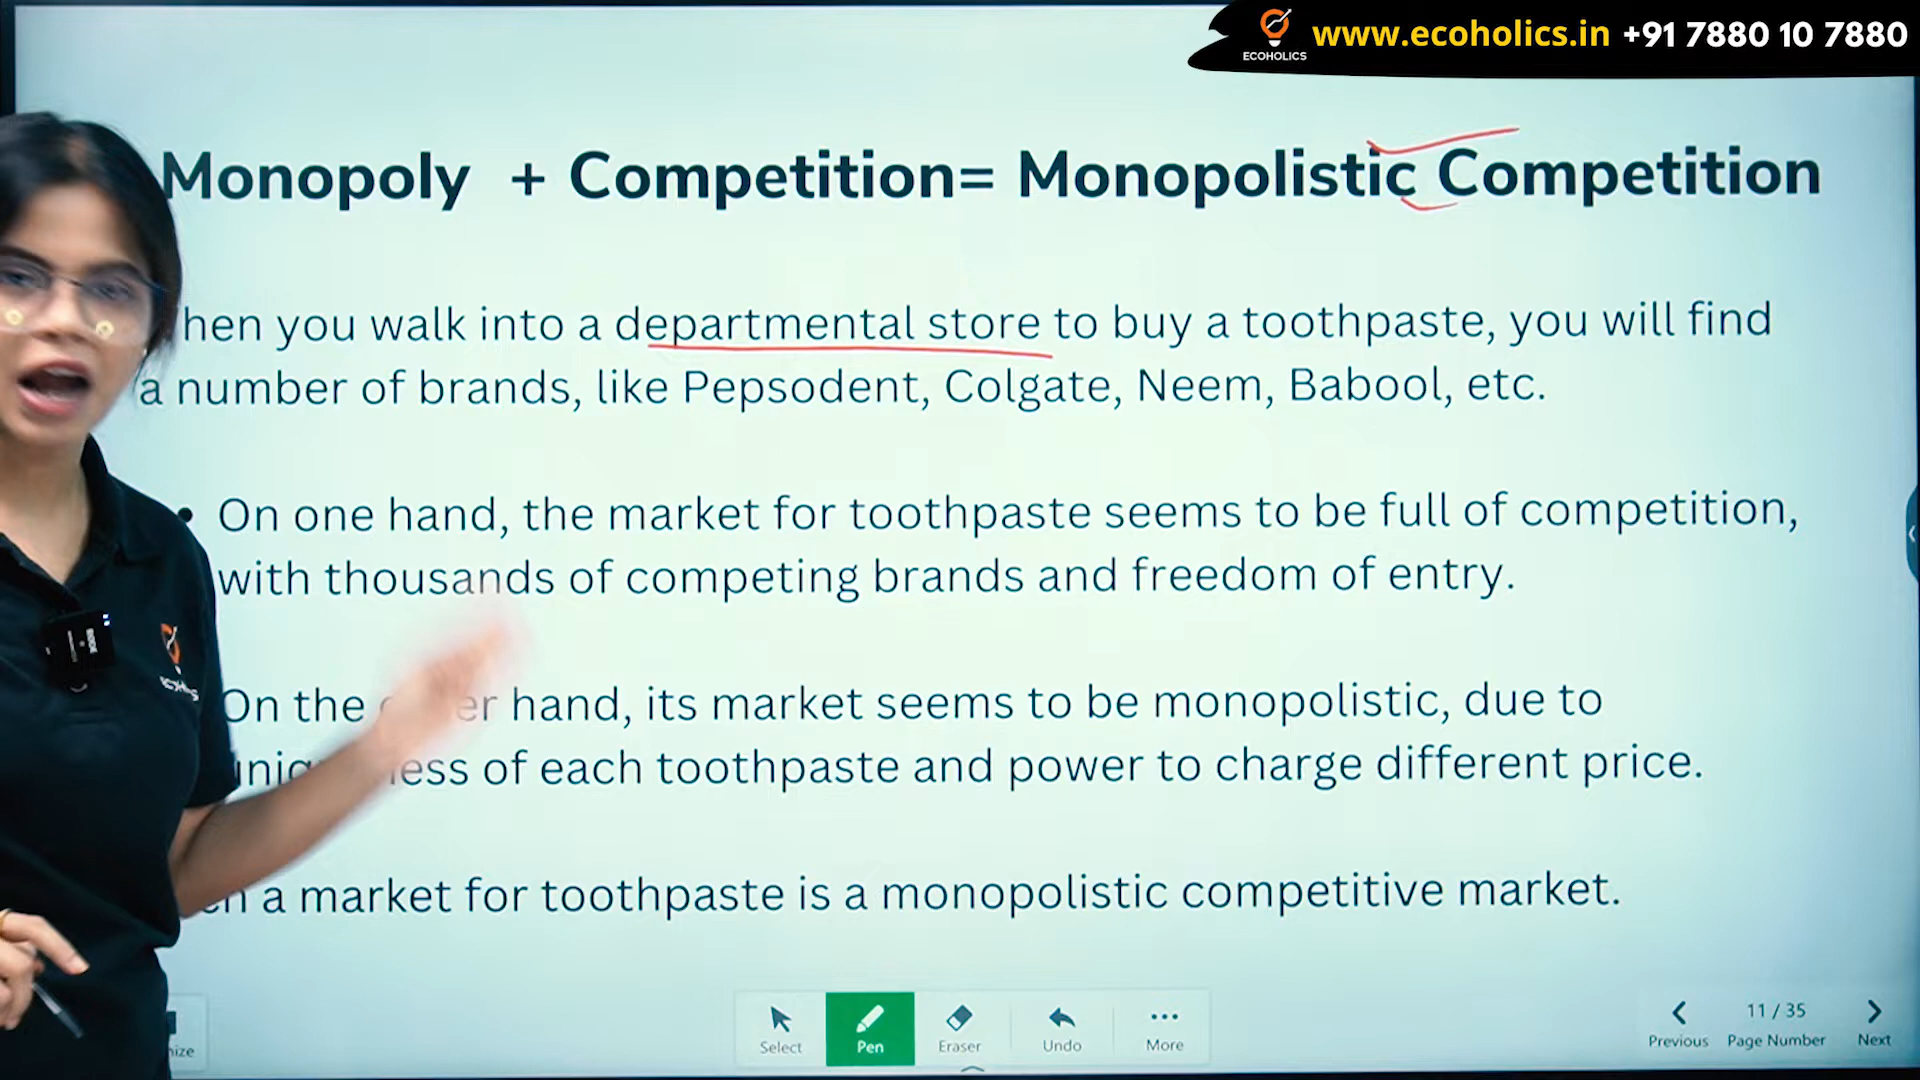 ECOHOLICS
www.ecoholics.in +91 7880 10 7880
Monopoly + Competition= Monopolistic Competition
hen you walk into a departmental store to buy a toothpaste, you will find
a number of brands, like Pepsodent, Colgate, Neem, Babool, etc.
• On one hand, the market for toothpaste seems to be full of competition,
with thousands of competing brands and freedom of entry.
On the hand, its market seems to be monopolistic, due to
of each toothpaste and power to charge different price.
a market for toothpaste is a monopolistic competitive market.
Select
Pen
Eraser
Undo
More
Previous
11 / 35
Page Number
Next